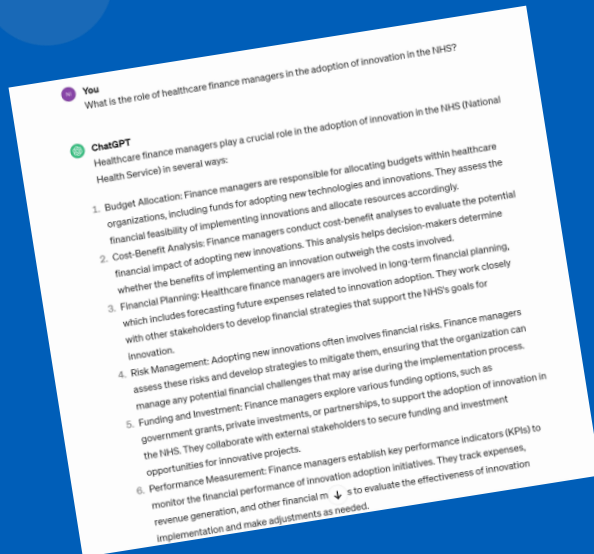 You
What is the role of healthcare finance managers in the adoption of innovation in the NHS?
ChatGPT
Healthcare finance managers play a crucial role in the adoption of innovation in the NHS (National
Health Service) in several ways:
1. Budget Allocation: Finance managers are responsible for allocating budgets within healthcare
organizations, including funds for adopting new technologies and innovations. They assess the
financial feasibility of implementing innovations and allocate resources accordingly.
2. Cost-Benefit Analysis: Finance managers conduct cost-benefit analyses to evaluate the potential
financial impact of adopting new innovations. This analysis helps decision-makers determine
whether the benefits of implementing an innovation outweigh the costs involved.
3. Financial Planning: Healthcare finance managers are involved in long-term financial planning,
which includes forecasting future expenses related to innovation adoption. They work closely
with other stakeholders to develop financial strategies that support the NHS's goals for
innovation.
4. Risk Management: Adopting new innovations often involves financial risks. Finance managers
assess these risks and develop strategies to mitigate them, ensuring that the organization can
manage any potential financial challenges that may arise during the implementation process.
5. Funding and Investment: Finance managers explore various funding options, such as
government grants, private investments, or partnerships, to support the adoption of innovation in
the NHS. They collaborate with external stakeholders to secure funding and investment
opportunities for innovative projects.
6. Performance Measurement: Finance managers establish key performance indicators (KPIs) to
monitor the financial performance of innovation adoption initiatives. They track expenses,
revenue generation, and other financial m s to evaluate the effectiveness of innovation
implementation and make adjustments as needed.